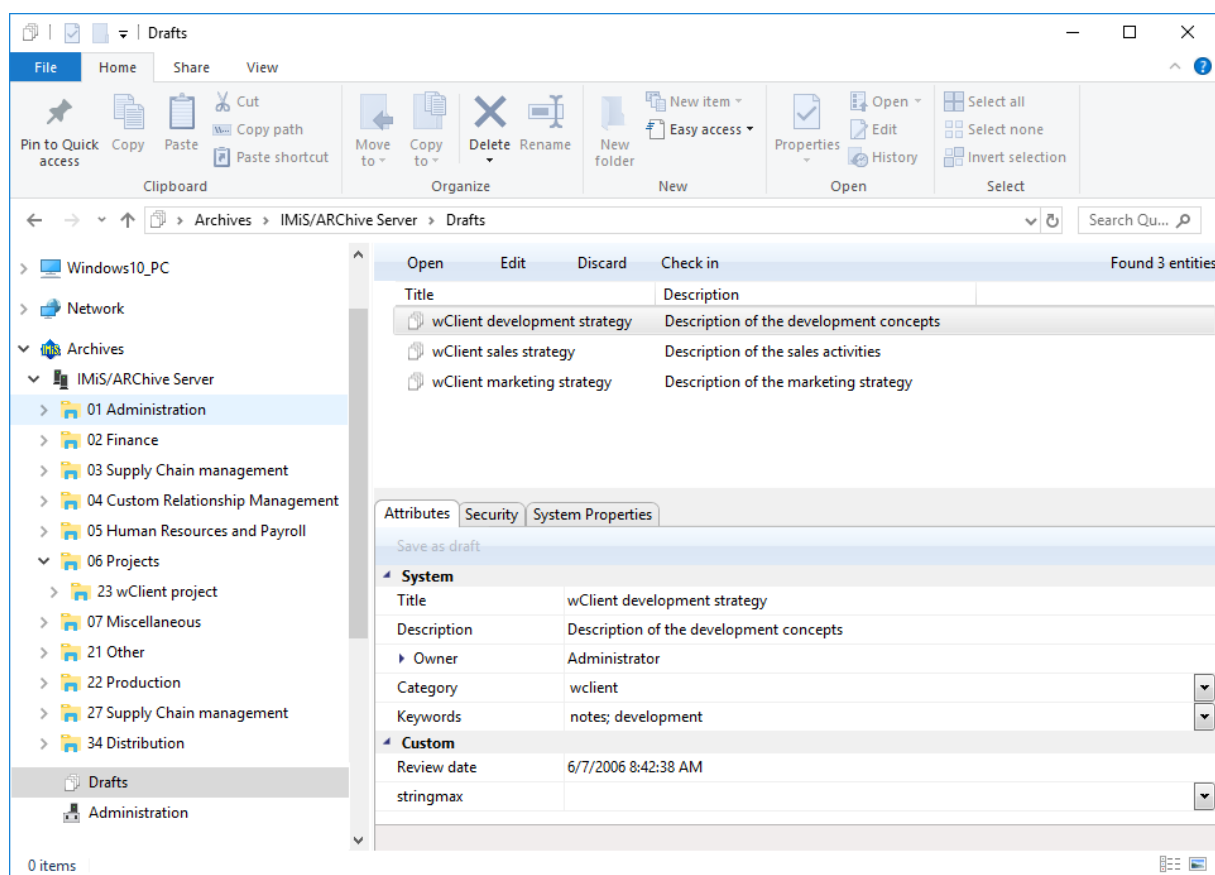 Drafts
File Home Share View
Pin to Quick access
Copy
Paste
Cut
Copy path
Paste shortcut
Clipboard
Move to
Copy to
Delete
Rename
Organize
New folder
New item
Easy access
New
Properties
Open
Edit
History
Open
Select all
Select none
Invert selection
Select
Archives > IMiS/ARChive Server > Drafts
Search Qu...
Windows10_PC
Network
Archives
IMiS/ARChive Server
01 Administration
02 Finance
03 Supply Chain management
04 Custom Relationship Management
05 Human Resources and Payroll
06 Projects
23 wClient project
07 Miscellaneous
21 Other
22 Production
27 Supply Chain management
34 Distribution
Drafts
Administration
Open Edit Discard Check in Found 3 entities
Title Description
wClient development strategy Description of the development concepts
wClient sales strategy Description of the sales activities
wClient marketing strategy Description of the marketing strategy
Attributes Security System Properties
Save as draft
System
Title wClient development strategy
Description Description of the development concepts
Owner Administrator
Category wclient
Keywords notes; development
Custom
Review date 6/7/2006 8:42:38 AM
stringmax
0 items